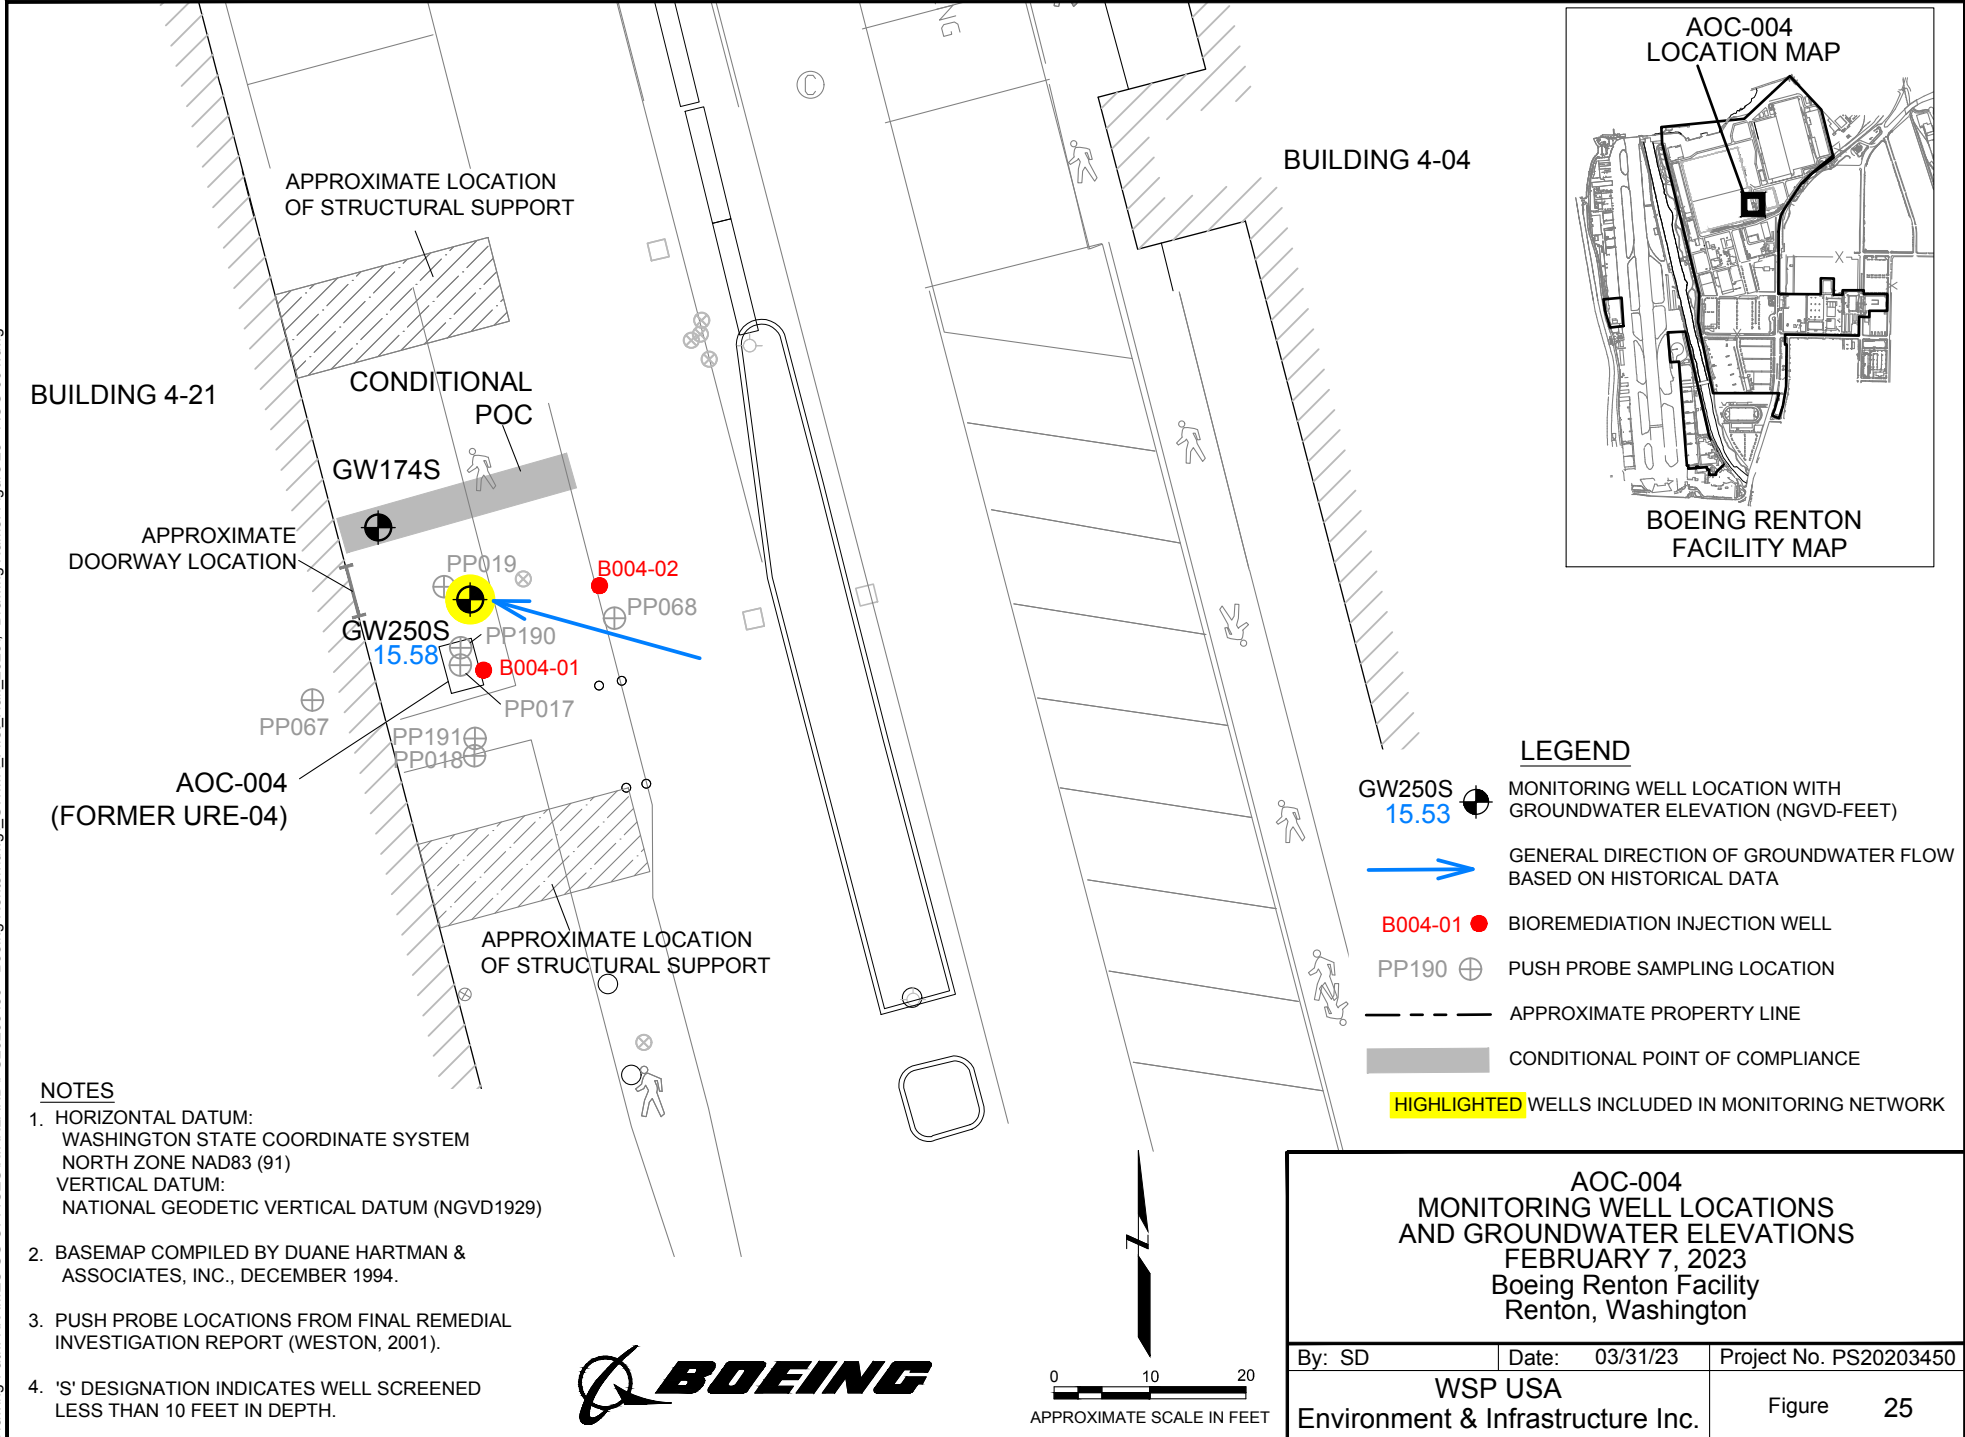 AOC-004
LOCATION MAP
BOEING RENTON
FACILITY MAP
BUILDING 4-04
NG
C
APPROXIMATE LOCATION
OF STRUCTURAL SUPPORT
BUILDING 4-21
CONDITIONAL
POC
GW174S
APPROXIMATE
DOORWAY LOCATION
PP019
B004-02
PP068
GW250S
15.58
PP190
B004-01
PP017
PP067
PP191
PP018
AOC-004
(FORMER URE-04)
APPROXIMATE LOCATION
OF STRUCTURAL SUPPORT
LEGEND
GW250S
15.53
MONITORING WELL LOCATION WITH
GROUNDWATER ELEVATION (NGVD-FEET)
GENERAL DIRECTION OF GROUNDWATER FLOW
BASED ON HISTORICAL DATA
B004-01
BIOREMEDIATION INJECTION WELL
PP190
PUSH PROBE SAMPLING LOCATION
APPROXIMATE PROPERTY LINE
CONDITIONAL POINT OF COMPLIANCE
HIGHLIGHTED WELLS INCLUDED IN MONITORING NETWORK
NOTES
1. HORIZONTAL DATUM:
WASHINGTON STATE COORDINATE SYSTEM
NORTH ZONE NAD83 (91)
VERTICAL DATUM:
NATIONAL GEODETIC VERTICAL DATUM (NGVD1929)
2. BASEMAP COMPILED BY DUANE HARTMAN &
ASSOCIATES, INC., DECEMBER 1994.
3. PUSH PROBE LOCATIONS FROM FINAL REMEDIAL
INVESTIGATION REPORT (WESTON, 2001).
4. 'S' DESIGNATION INDICATES WELL SCREENED
LESS THAN 10 FEET IN DEPTH.
BOEING
Z
0 10 20
APPROXIMATE SCALE IN FEET
AOC-004
MONITORING WELL LOCATIONS
AND GROUNDWATER ELEVATIONS
FEBRUARY 7, 2023
Boeing Renton Facility
Renton, Washington
By: SD Date: 03/31/23 Project No. PS20203450
WSP USA
Environment & Infrastructure Inc.
Figure 25